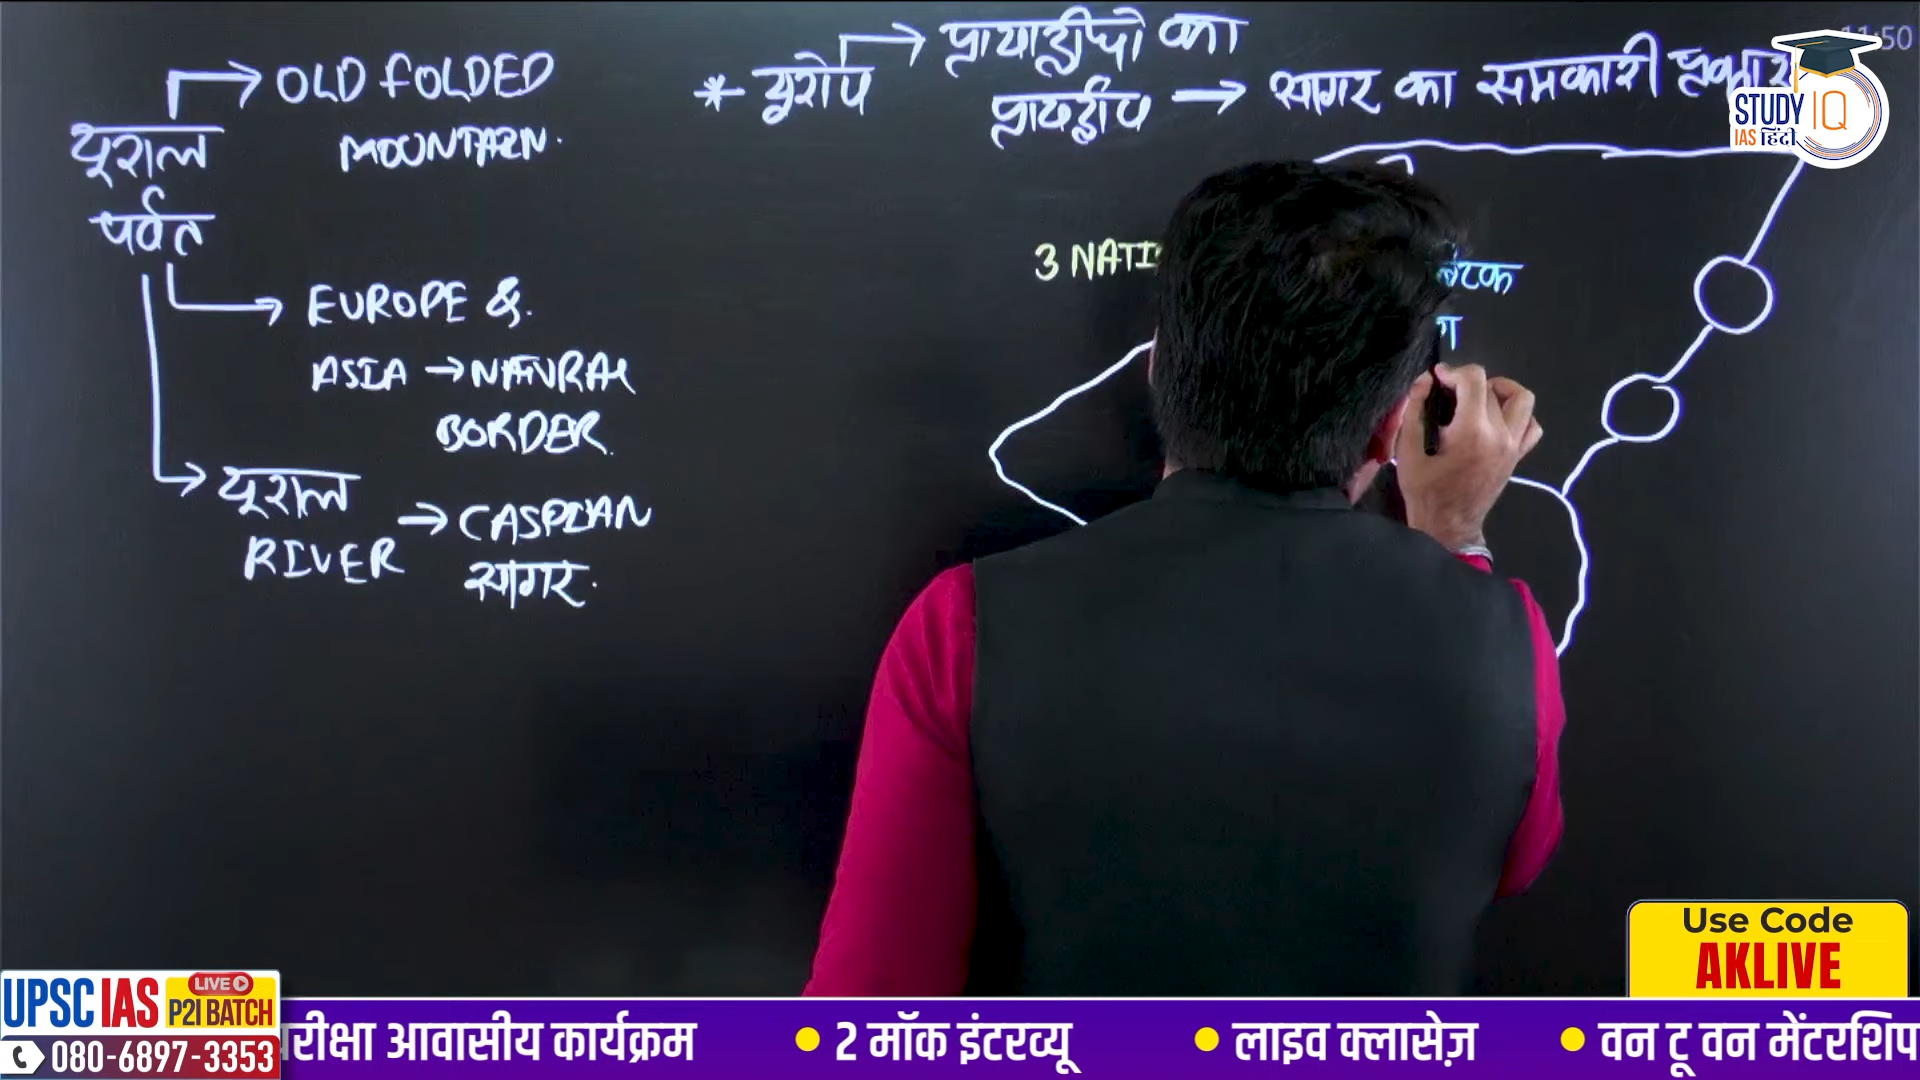 OLD FOLDED
MOUNTAIN.
यूराल
पर्वत
EUROPE &
ASIA → NATURAL
BORDER
यूराल
RIVER → CASPIAN
सागर.
* यूरोप → प्रायद्वीपो का
प्रायद्वीप → सागर का समकारी
3 NATI
STUDY IQ
IAS हिंदी
Use Code
AKLIVE
UPSC IAS LIVE
P2I BATCH
080-6897-3353
रीक्षा आवासीय कार्यक्रम • 2 मॉक इंटरव्यू • लाइव क्लासेज़ • वन टू वन मेंटरशिप